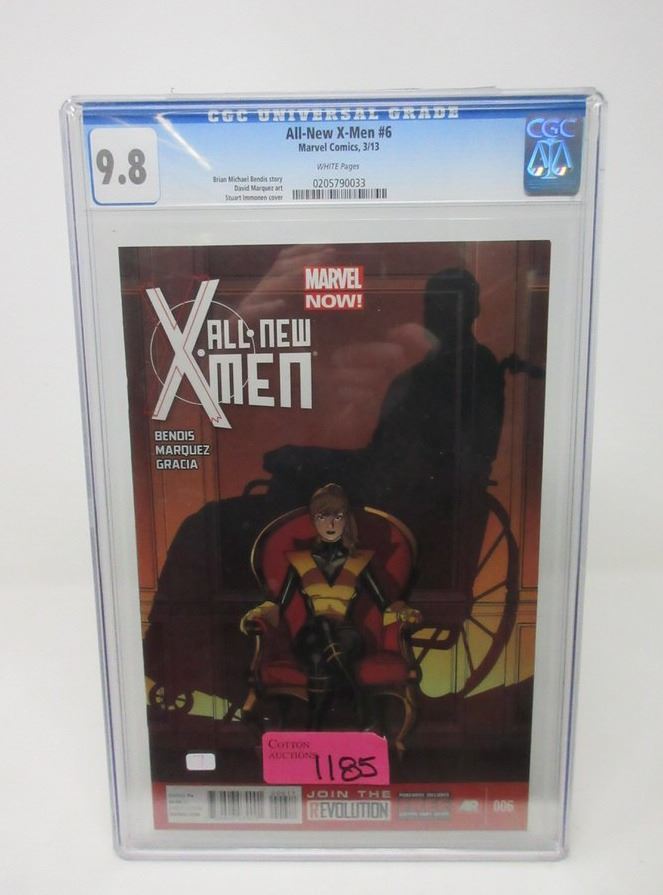 CGC UNIVERSAL GRADE
9.8
All-New X-Men #6
Marvel Comics, 3/13
WHITE Pages
Brian Michael Bendis story
David Marquez art
Stuart Immonen cover
0205790033
CGC
MARVEL
NOW!
ALL·NEW
X-MEN
BENDIS
MARQUEZ
GRACIA
COTTON
AUCTIONS
1185
JOIN THE
REVOLUTION
AR
006